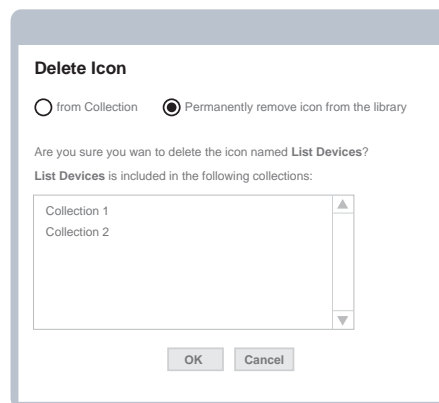 Delete Icon
from Collection Permanently remove icon from the library
Are you sure you wan to delete the icon named List Devices?
List Devices is included in the following collections:
Collection 1
Collection 2
OK Cancel